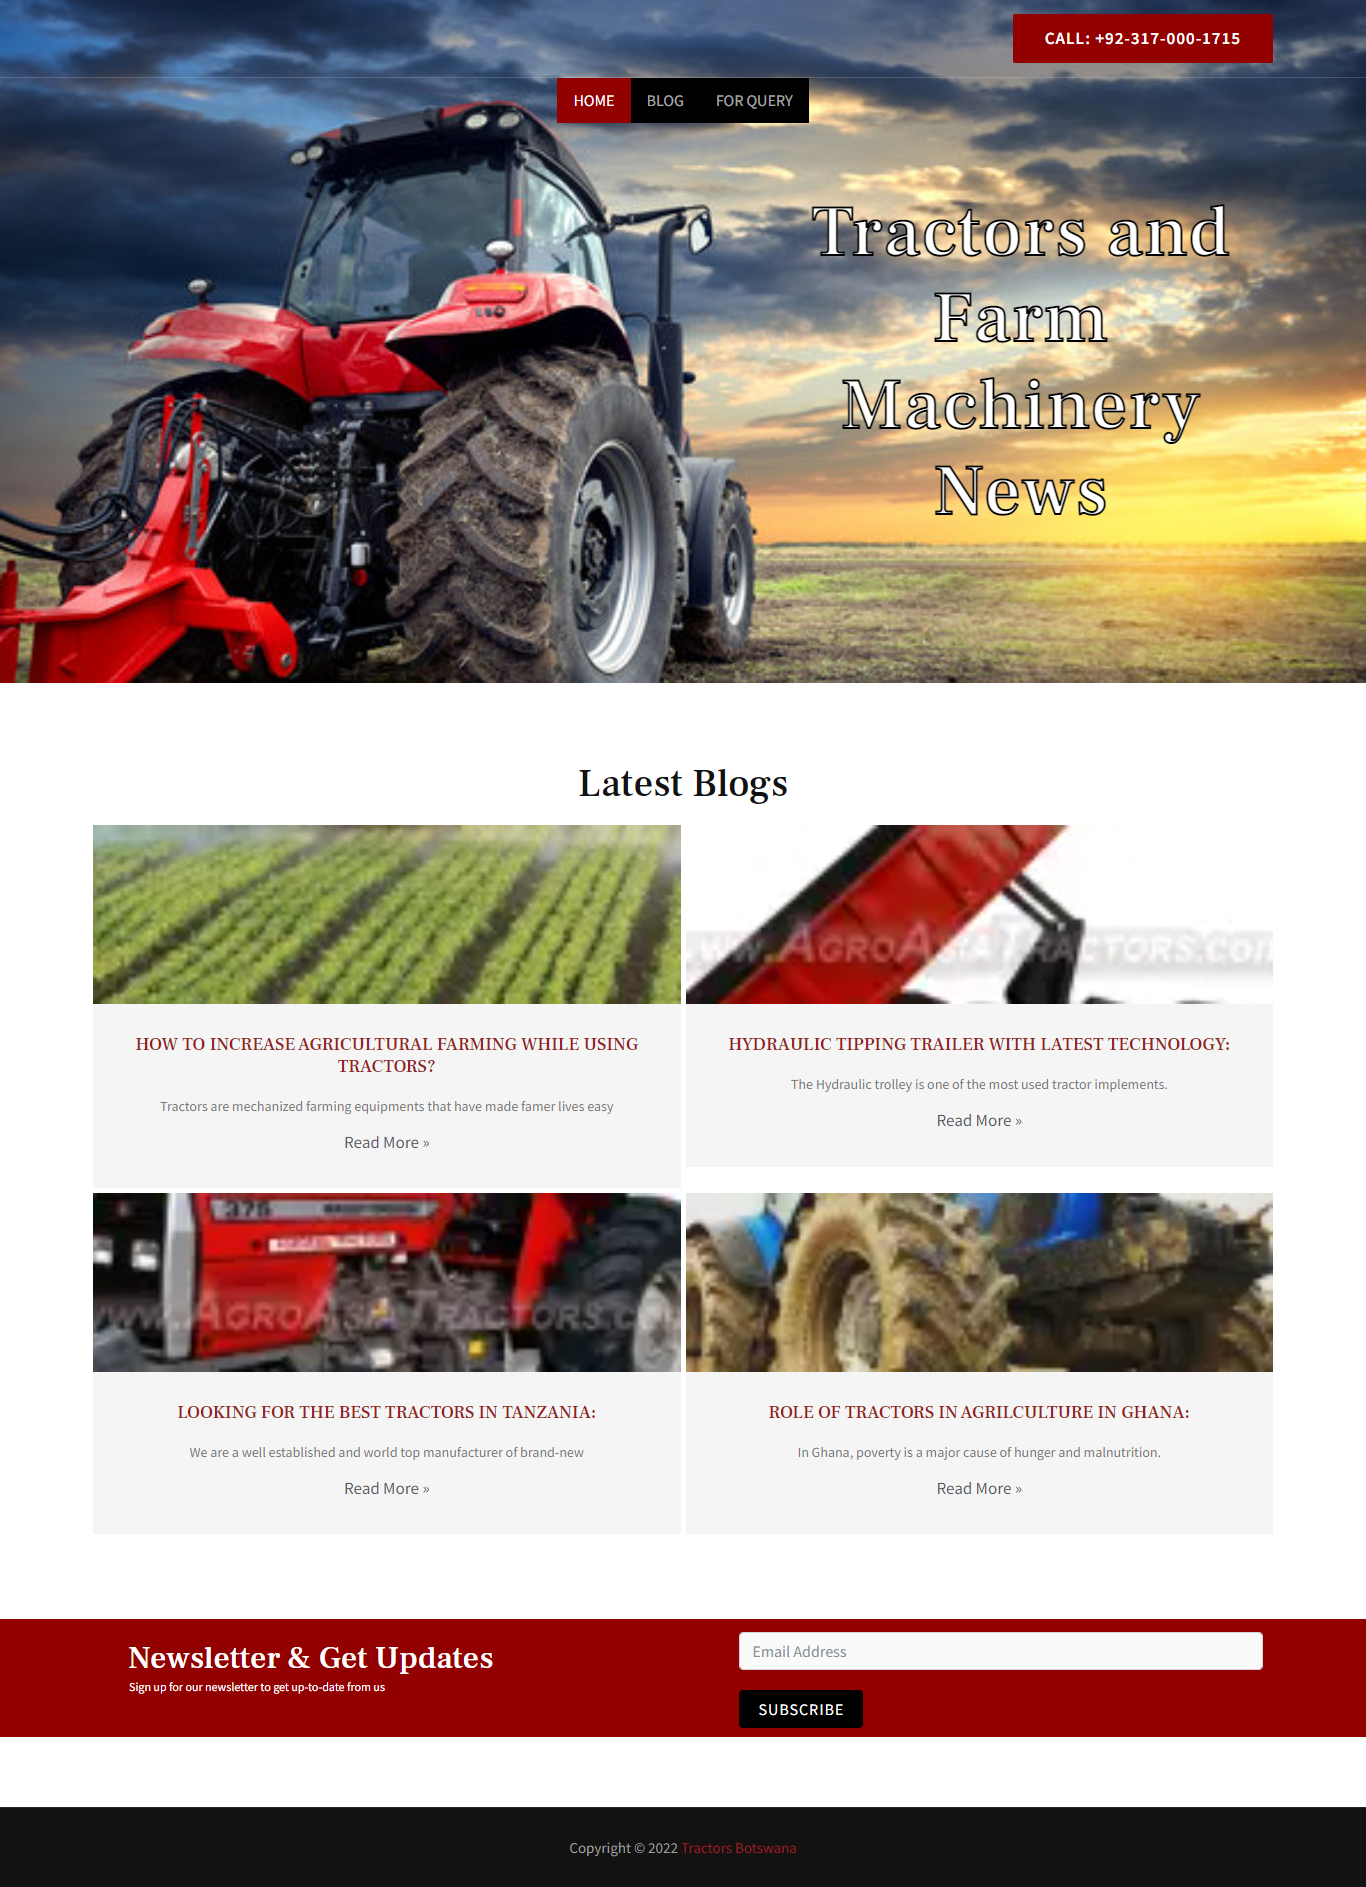 CALL: +92-317-000-1715
HOME BLOG FOR QUERY
Tractors and
Farm
Machinery
News
Latest Blogs
HOW TO INCREASE AGRICULTURAL FARMING WHILE USING
TRACTORS?
Tractors are mechanized farming equipments that have made famer lives easy
Read More »
WWW.AGROASIATRACTORS.COM
HYDRAULIC TIPPING TRAILER WITH LATEST TECHNOLOGY:
The Hydraulic trolley is one of the most used tractor implements.
Read More »
375
WWW.AGROASIATRACTORS.CO
LOOKING FOR THE BEST TRACTORS IN TANZANIA:
We are a well established and world top manufacturer of brand-new
Read More »
ROLE OF TRACTORS IN AGRILCULTURE IN GHANA:
In Ghana, poverty is a major cause of hunger and malnutrition.
Read More »
Newsletter & Get Updates
Sign up for our newsletter to get up-to-date from us
Email Address
SUBSCRIBE
Copyright © 2022 Tractors Botswana